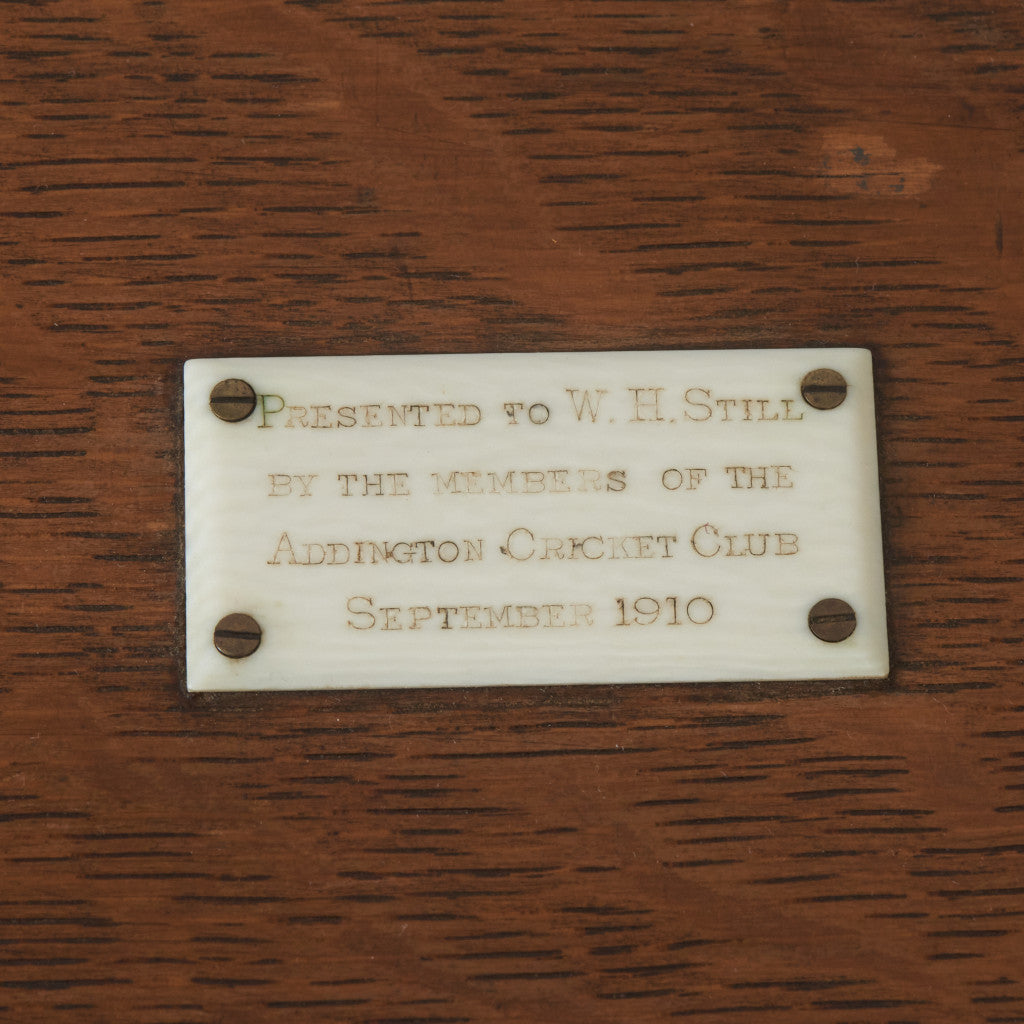 Presented to W. H. Still
by the members of the
Addington Cricket Club
September 1910